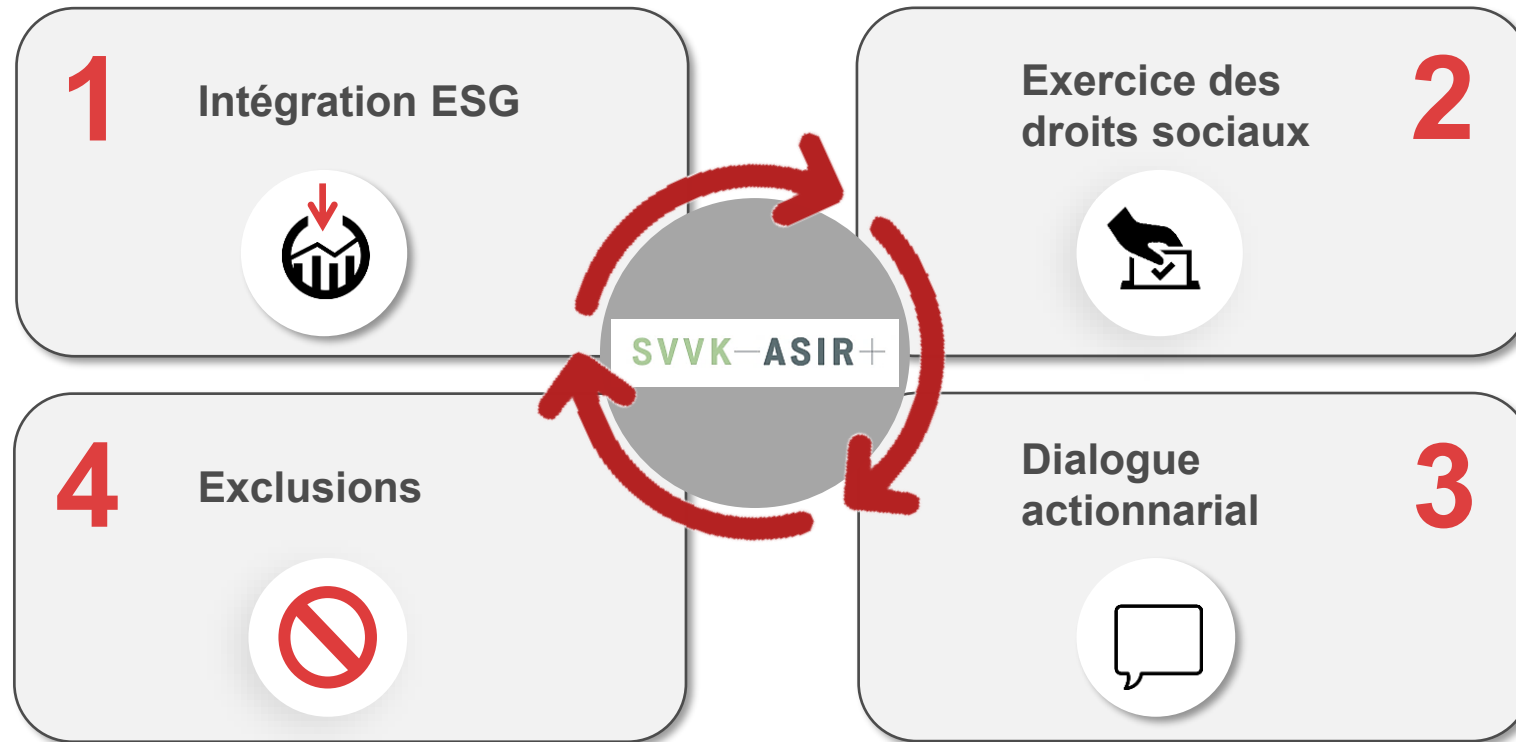 1
Intégration ESG
2
Exercice des
droits sociaux
SVVK—ASIR+
4
Exclusions
3
Dialogue
actionnarial